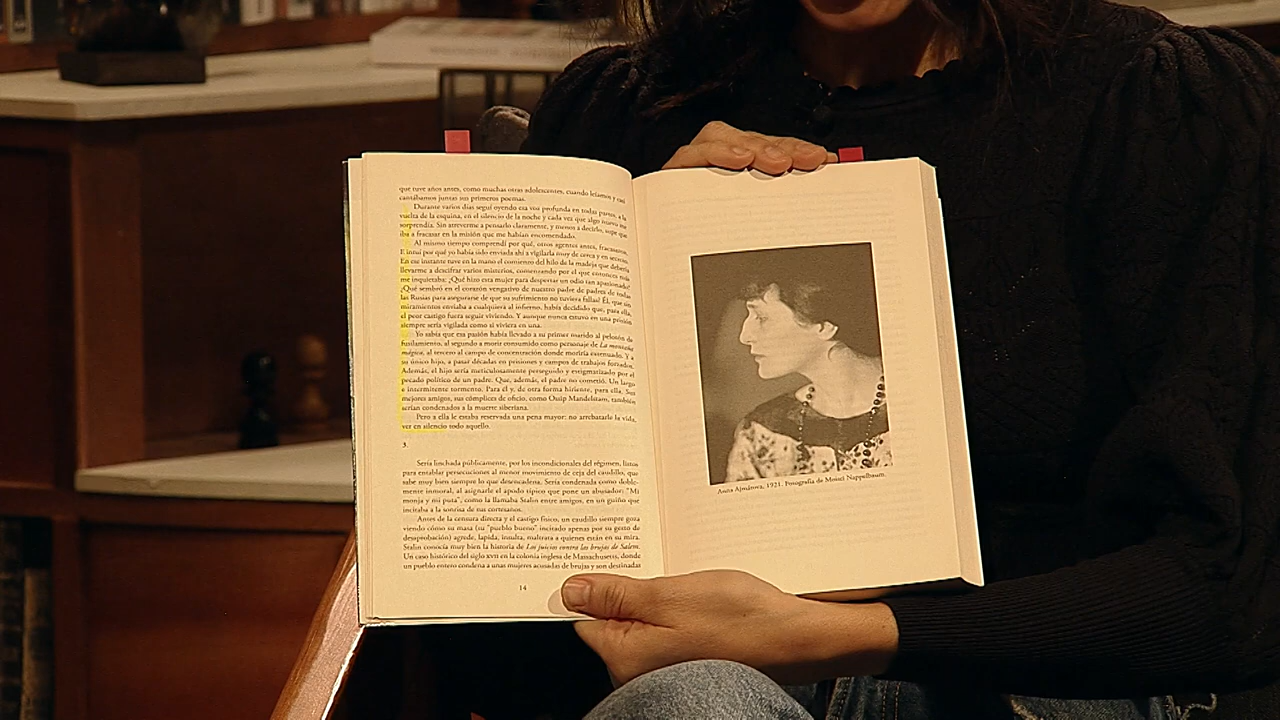 que tuve años antes, como muchas otras adolescentes, cuando leíamos y casi
cantábamos juntas sus primeros poemas.
Durante varios días seguí oyendo esa voz profunda en todas partes, a la
vuelta de la esquina, en el silencio de la noche y cada vez que algo nuevo me
sorprendía. Sin atreverme a pensarlo claramente, y menos a decirlo, supe que
iba a fracasar en la misión que me habían encomendado.
Al mismo tiempo comprendí por qué, otros agentes antes, fracasaron.
E intuí por qué yo había sido enviada ahí a vigilarla muy de cerca y en secreto.
En ese instante tuve en la mano el comienzo del hilo de la madeja que debería
llevarme a descifrar varios misterios, comenzando por el que entonces más
me inquietaba: ¿Qué hizo esta mujer para despertar un odio tan apasionado?
¿Qué sembró en el corazón vengativo de nuestro padre de padres de todas
las Rusias para asegurarse de que su sufrimiento no tuviera fallas? Él, que sin
miramientos enviaba a cualquiera al infierno, había decidido que, para ella,
el peor castigo fuera seguir viviendo. Y aunque nunca estuvo en una prisión
siempre sería vigilada como si viviera en una.
Yo sabía que esa pasión había llevado a su primer marido al pelotón de
fusilamiento, al segundo a morir consumido como personaje de La montaña
mágica, al tercero al campo de concentración donde moriría extenuado. Y a
su único hijo, a pasar décadas en prisiones y campos de trabajos forzados.
Además, el hijo sería meticulosamente perseguido y estigmatizado por el
pecado político de un padre. Que, además, el padre no cometió. Un largo
e intermitente tormento. Para él y, de otra forma hiriente, para ella. Sus
mejores amigos, sus cómplices de oficio, como Osip Mandelstam, también
serían condenados a la muerte siberiana.
Pero a ella le estaba reservada una pena mayor: no arrebatarle la vida,
ver en silencio todo aquello.
3.
Sería linchada públicamente, por los incondicionales del régimen, listos
para entablar persecuciones al menor movimiento de ceja del caudillo, que
sabe muy bien siempre lo que desencadena. Sería condenada como doble-
mente inmoral, al asignarle el apodo típico que pone un abusador: "Mi
monja y mi puta", como la llamaba Stalin entre amigos, en un guiño que
incitaba a la sonrisa de sus cortesanos.
Antes de la censura directa y el castigo físico, un caudillo siempre goza
viendo cómo su masa (su "pueblo bueno" incitado apenas por su gesto de
desaprobación) agrede, lapida, insulta, maltrata a quienes están en su mira.
Stalin conocía muy bien la historia de Los juicios contra las brujas de Salem.
Un caso histórico del siglo XVII en la colonia inglesa de Massachusetts, donde
un pueblo entero condena a unas mujeres acusadas de brujas y son destinadas
14
Anna Ajmátova, 1921. Fotografía de Moiséi Nappelbaum.